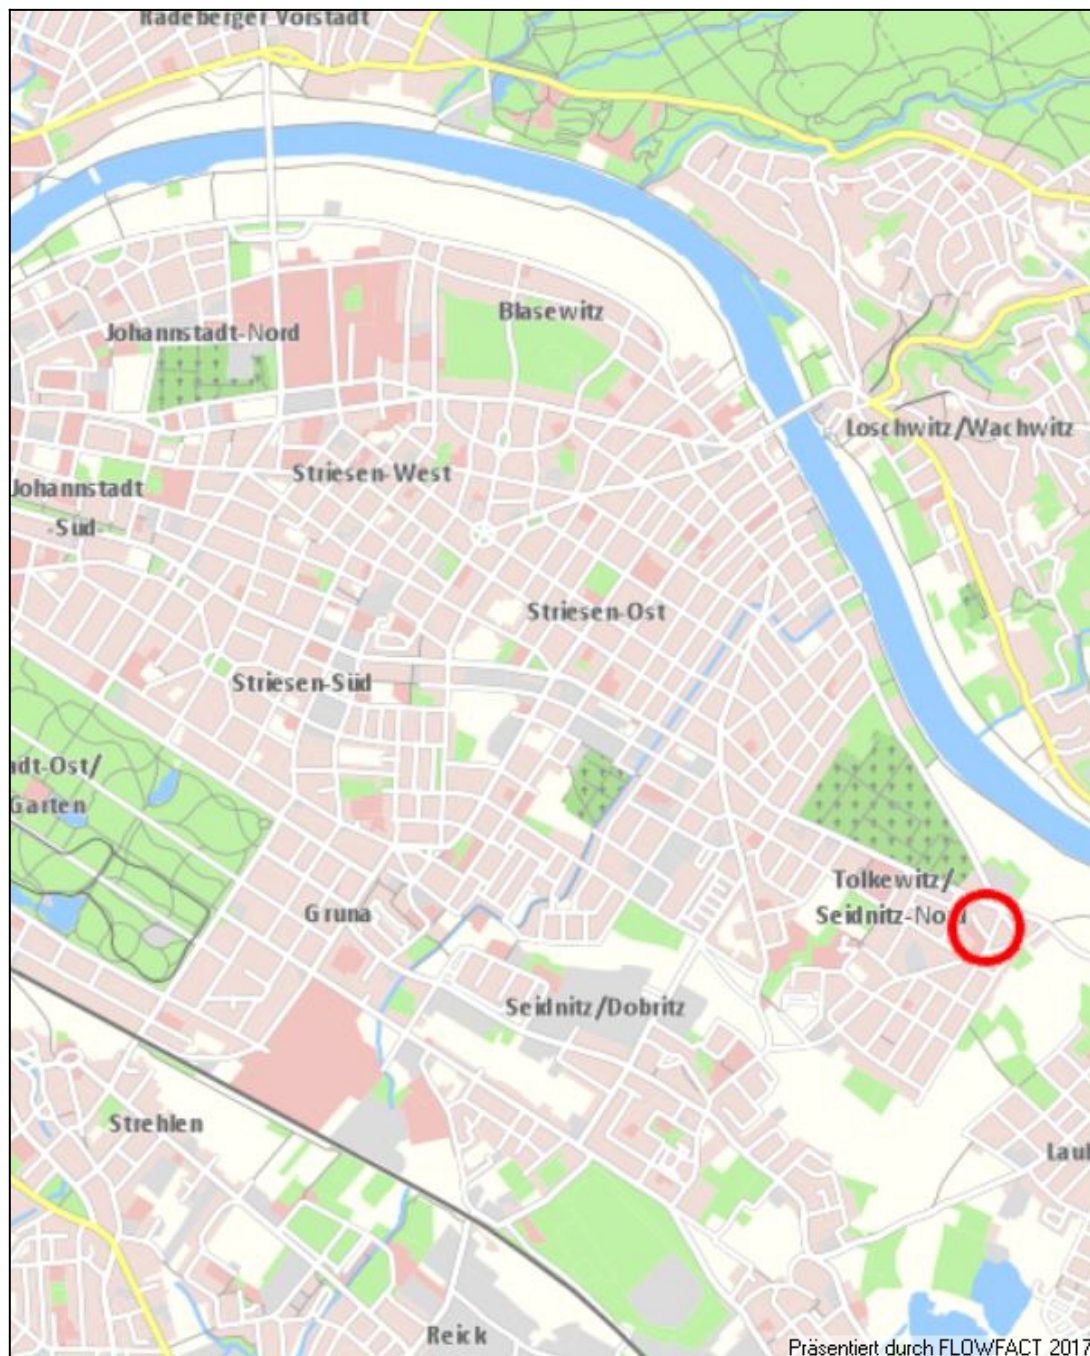 Radeberger Vorstadt
Blasewitz
Johannstadt-Nord
Loschwitz/Wachwitz
Striesen-West
Johannstadt
-Süd-
Striesen-Ost
Striesen-Süd
dt-Ost/
Garten
Tolkewitz/
Seidnitz-Nord
Gruna
Seidnitz/Dobritz
Strehlen
Laub
Reick
Präsentiert durch FLOWFACT 2017